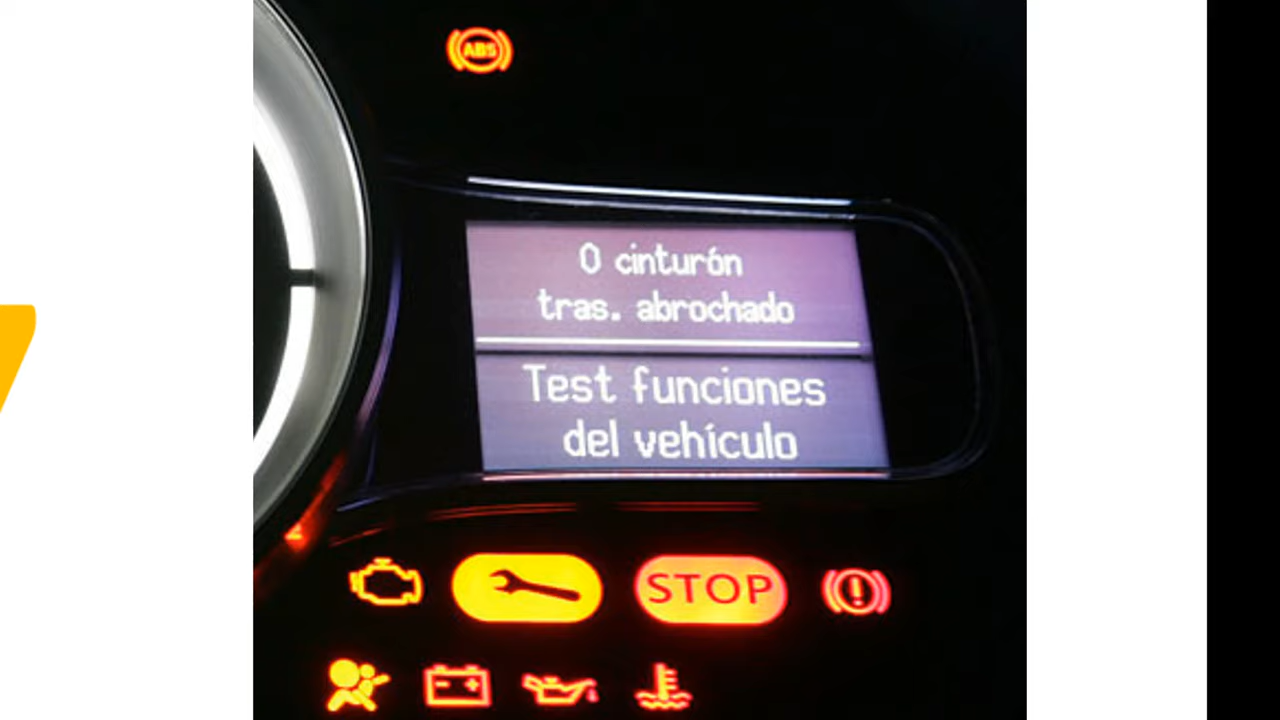 ABS
0 cinturón
tras. abrochado
Test funciones
del vehículo
STOP